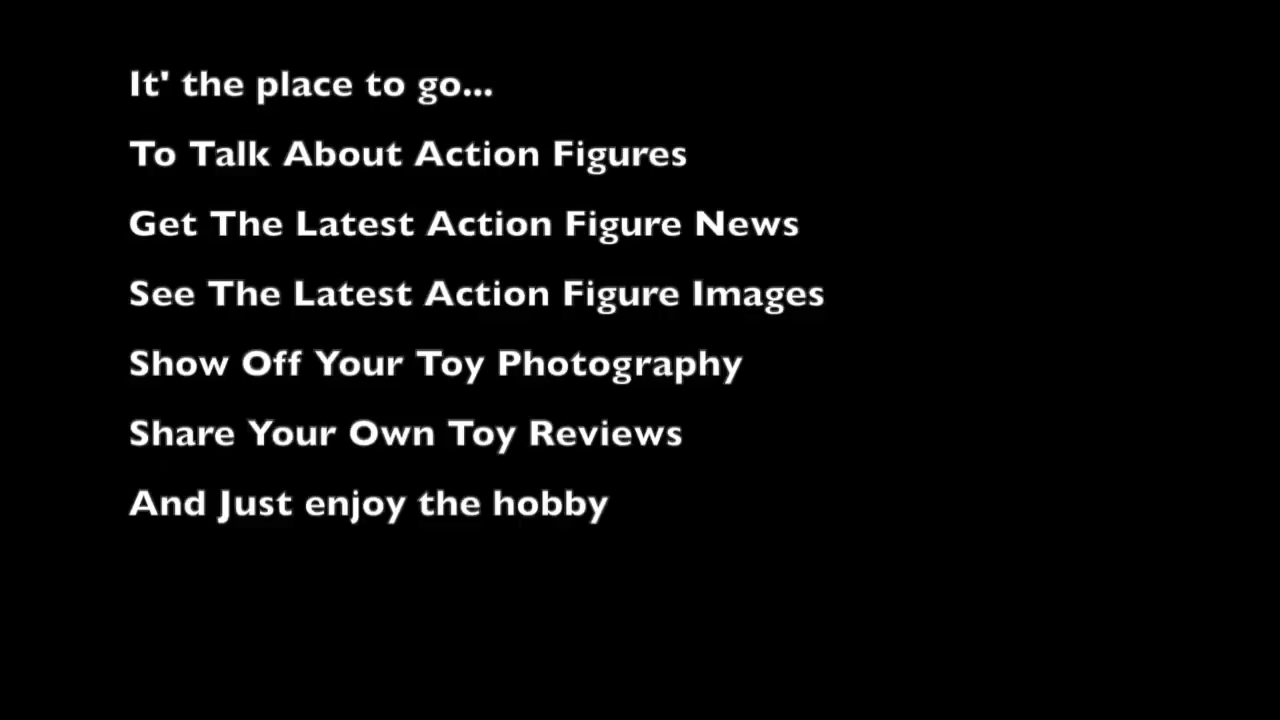 It' the place to go...
To Talk About Action Figures
Get The Latest Action Figure News
See The Latest Action Figure Images
Show Off Your Toy Photography
Share Your Own Toy Reviews
And Just enjoy the hobby